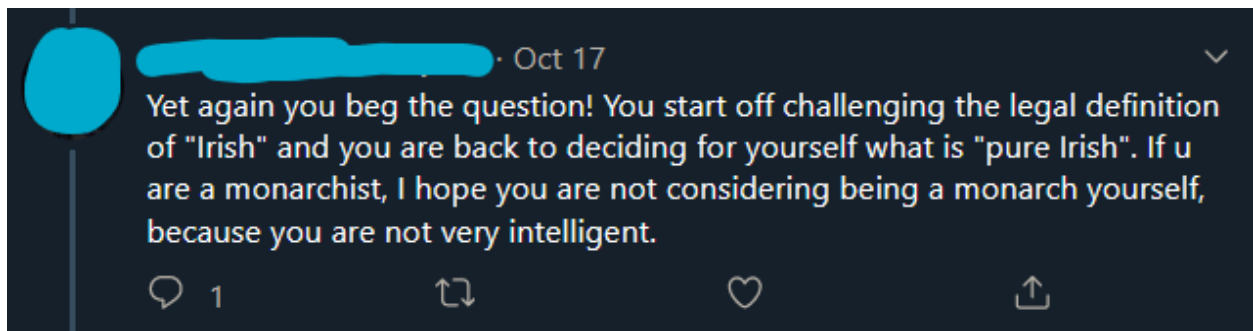 · Oct 17
Yet again you beg the question! You start off challenging the legal definition
of "Irish" and you are back to deciding for yourself what is "pure Irish". If u
are a monarchist, I hope you are not considering being a monarch yourself,
because you are not very intelligent.
1